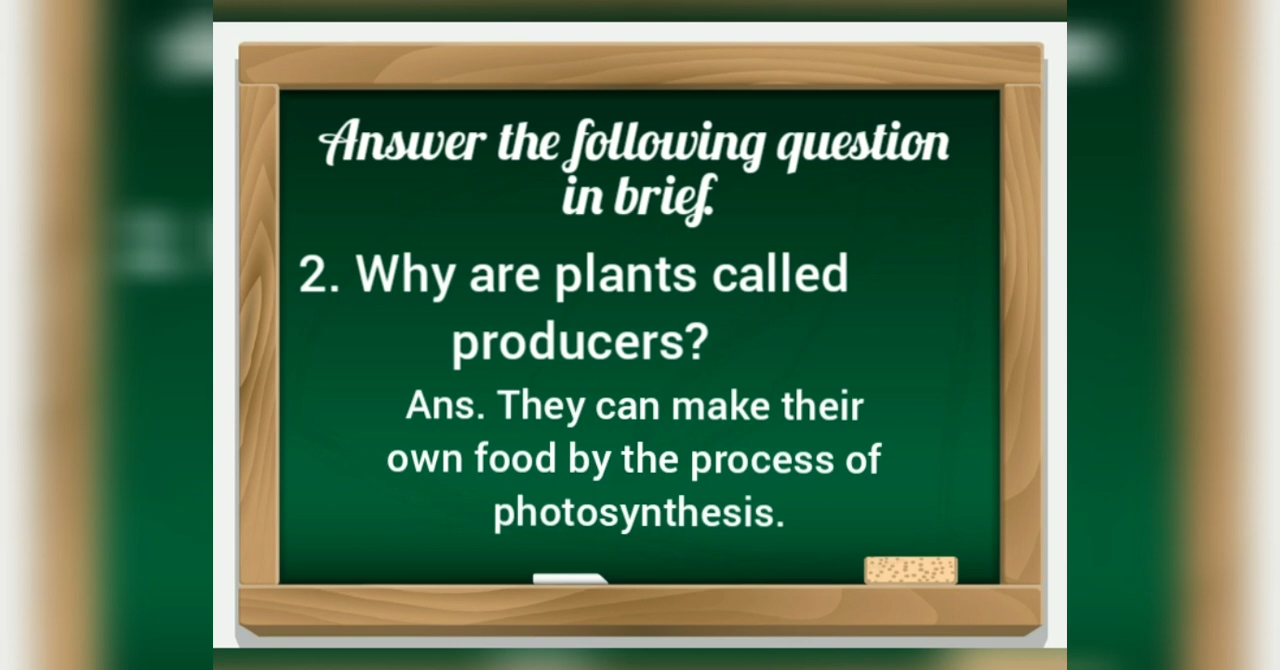 Answer the following question
in brief.
2. Why are plants called
producers?
Ans. They can make their
own food by the process of
photosynthesis.